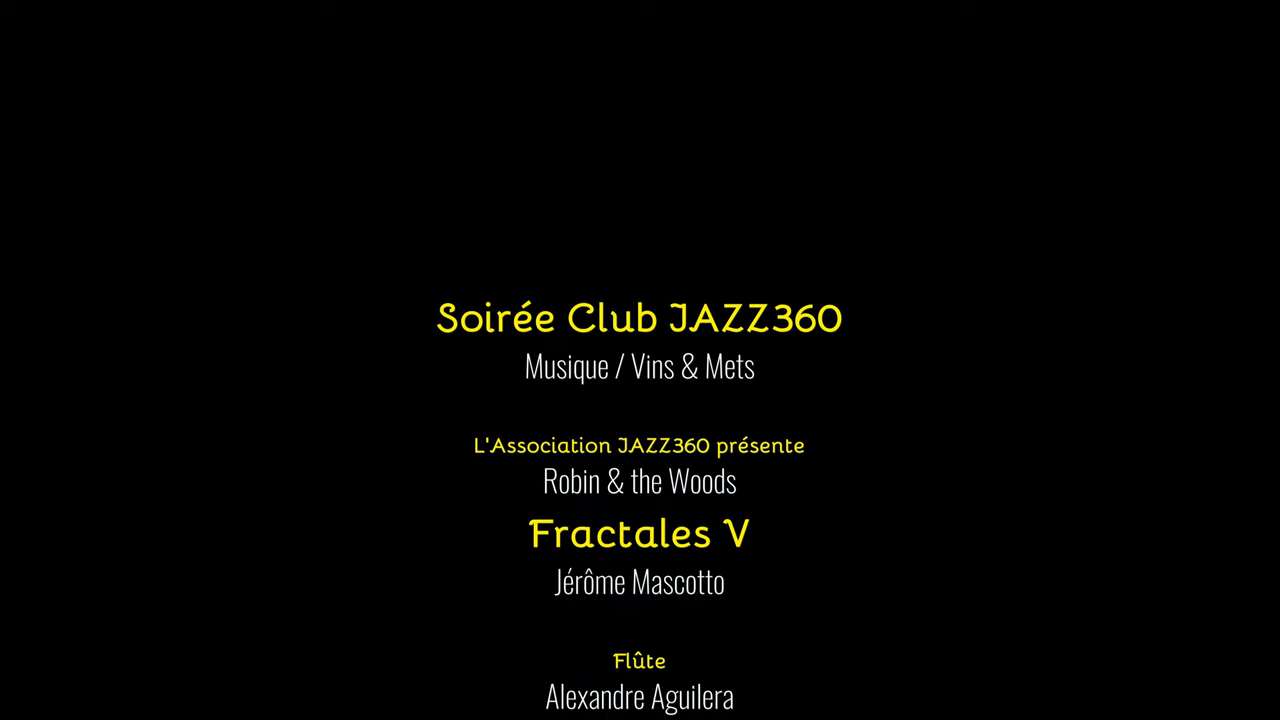 Soirée Club JAZZ360
Musique / Vins & Mets
L'Association JAZZ360 présente
Robin & the Woods
Fractales V
Jérôme Mascotto
Flûte
Alexandre Aguilera